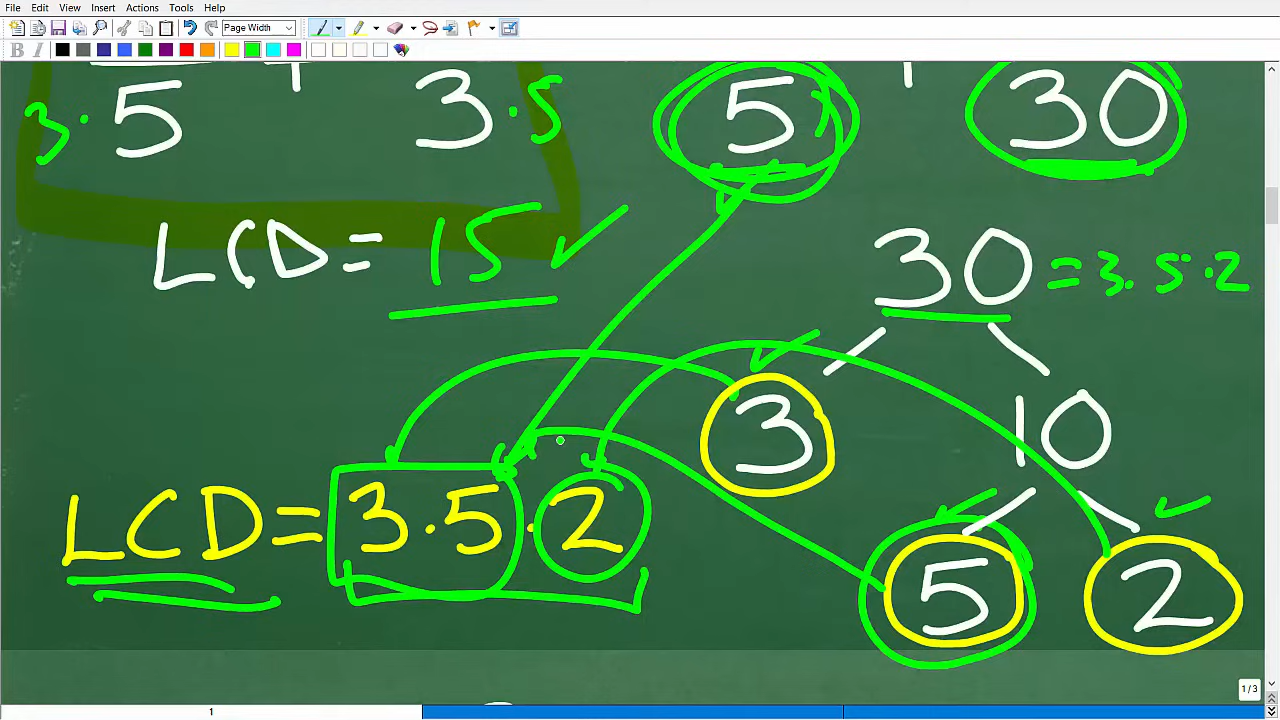 File Edit View Insert Actions Tools Help
Page Width
B I
3· 5 3 ·5 5 30
LCD= 15 ✓
30 =3.5·2
3
10
LCD=3·5·2
5 2
1/3
1